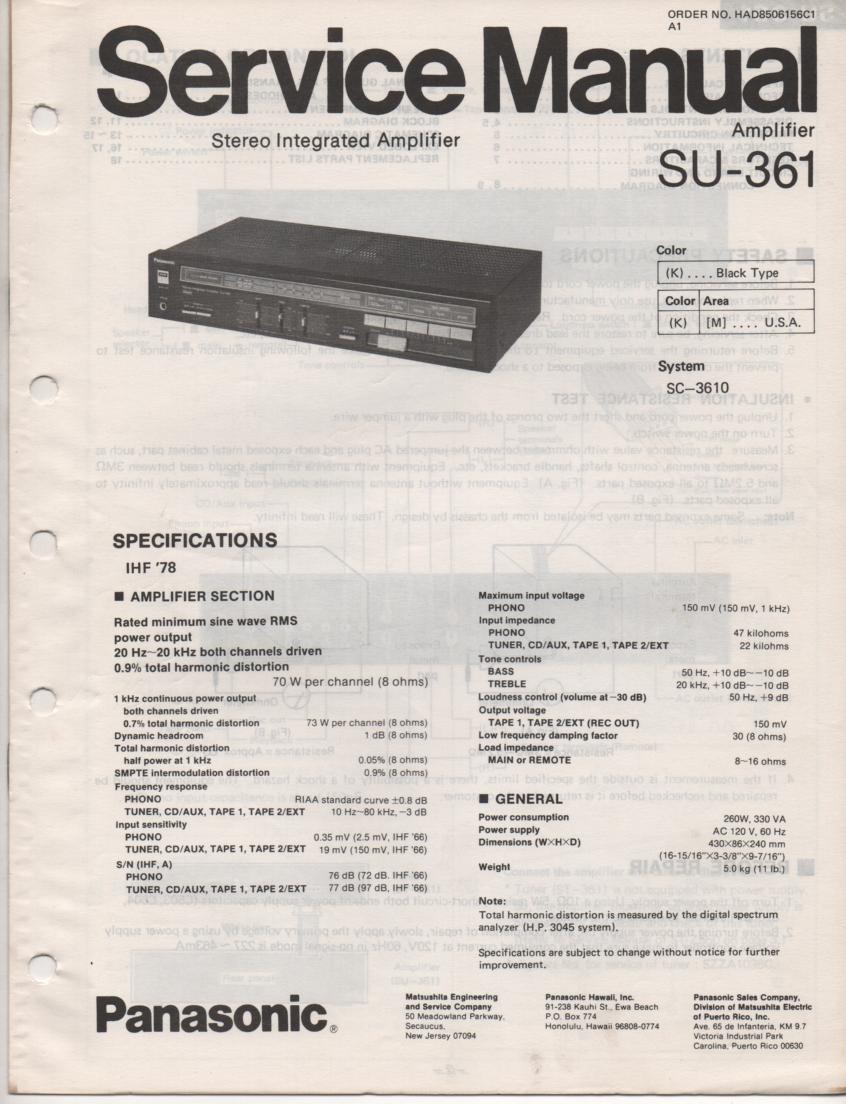 ORDER NO. HAD8506156C1
A1
Service Manual
Stereo Integrated Amplifier
Amplifier
SU-361
Color
(K) .... Black Type
Color Area
(K) [M] .... U.S.A.
System
SC-3610
Panasonic
SPECIFICATIONS
IHF '78
■ AMPLIFIER SECTION
Rated minimum sine wave RMS
power output
20 Hz~20 kHz both channels driven
0.9% total harmonic distortion
70 W per channel (8 ohms)
1 kHz continuous power output
both channels driven
0.7% total harmonic distortion 73 W per channel (8 ohms)
Dynamic headroom 1 dB (8 ohms)
Total harmonic distortion
half power at 1 kHz 0.05% (8 ohms)
SMPTE intermodulation distortion 0.9% (8 ohms)
Frequency response
PHONO RIAA standard curve ±0.8 dB
TUNER, CD/AUX, TAPE 1, TAPE 2/EXT 10 Hz~80 kHz, −3 dB
Input sensitivity
PHONO 0.35 mV (2.5 mV, IHF '66)
TUNER, CD/AUX, TAPE 1, TAPE 2/EXT 19 mV (150 mV, IHF '66)
S/N (IHF, A)
PHONO 76 dB (72 dB, IHF '66)
TUNER, CD/AUX, TAPE 1, TAPE 2/EXT 77 dB (97 dB, IHF '66)
Maximum input voltage
PHONO 150 mV (150 mV, 1 kHz)
Input impedance
PHONO 47 kilohoms
TUNER, CD/AUX, TAPE 1, TAPE 2/EXT 22 kilohms
Tone controls
BASS 50 Hz, +10 dB~−10 dB
TREBLE 20 kHz, +10 dB~−10 dB
Loudness control (volume at −30 dB) 50 Hz, +9 dB
Output voltage
TAPE 1, TAPE 2/EXT (REC OUT) 150 mV
Low frequency damping factor 30 (8 ohms)
Load impedance
MAIN or REMOTE 8~16 ohms
■ GENERAL
Power consumption 260W, 330 VA
Power supply AC 120 V, 60 Hz
Dimensions (W×H×D) 430×86×240 mm
(16-15/16"×3-3/8"×9-7/16")
Weight 5.0 kg (11 lb.)
Note:
Total harmonic distortion is measured by the digital spectrum
analyzer (H.P. 3045 system).
Specifications are subject to change without notice for further
improvement.
Panasonic®
Matsushita Engineering
and Service Company
50 Meadowland Parkway,
Secaucus,
New Jersey 07094
Panasonic Hawaii, Inc.
91-238 Kauhi St., Ewa Beach
P.O. Box 774
Honolulu, Hawaii 96808-0774
Panasonic Sales Company,
Division of Matsushita Electric
of Puerto Rico, Inc.
Ave. 65 de Infanteria, KM 9.7
Victoria Industrial Park
Carolina, Puerto Rico 00630